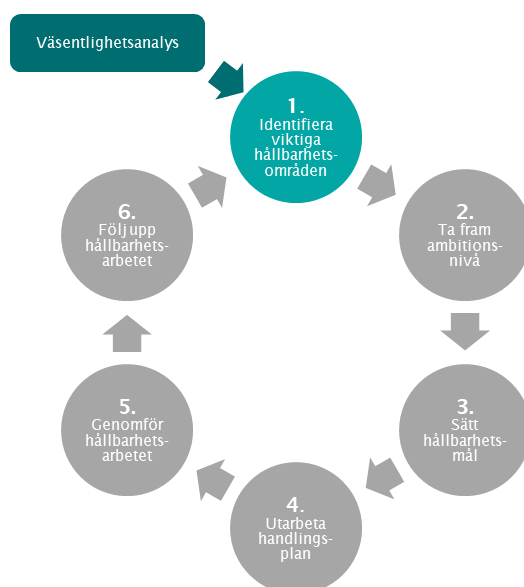 Väsentlighetsanalys
1.
Identifiera
viktiga
hållbarhets-
områden
2.
Ta fram
ambitions-
nivå
3.
Sätt
hållbarhets-
mål
4.
Utarbeta
handlings-
plan
5.
Genomför
hållbarhets-
arbetet
6.
Följ upp
hållbarhets-
arbetet